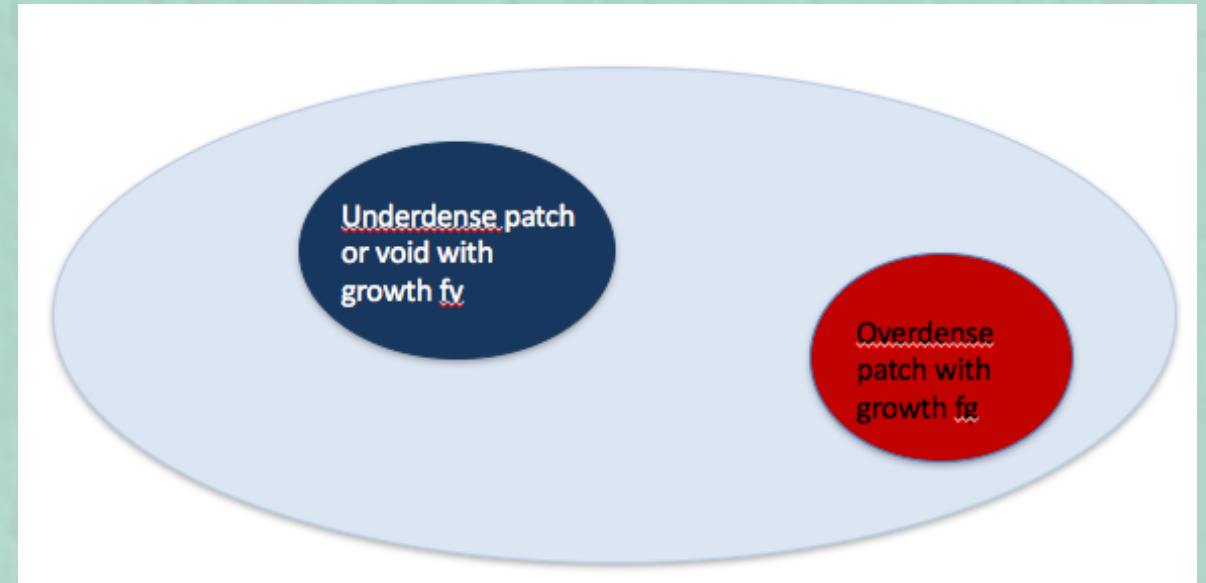 Underdense patch
or void with
growth fv
Overdense
patch with
growth fg